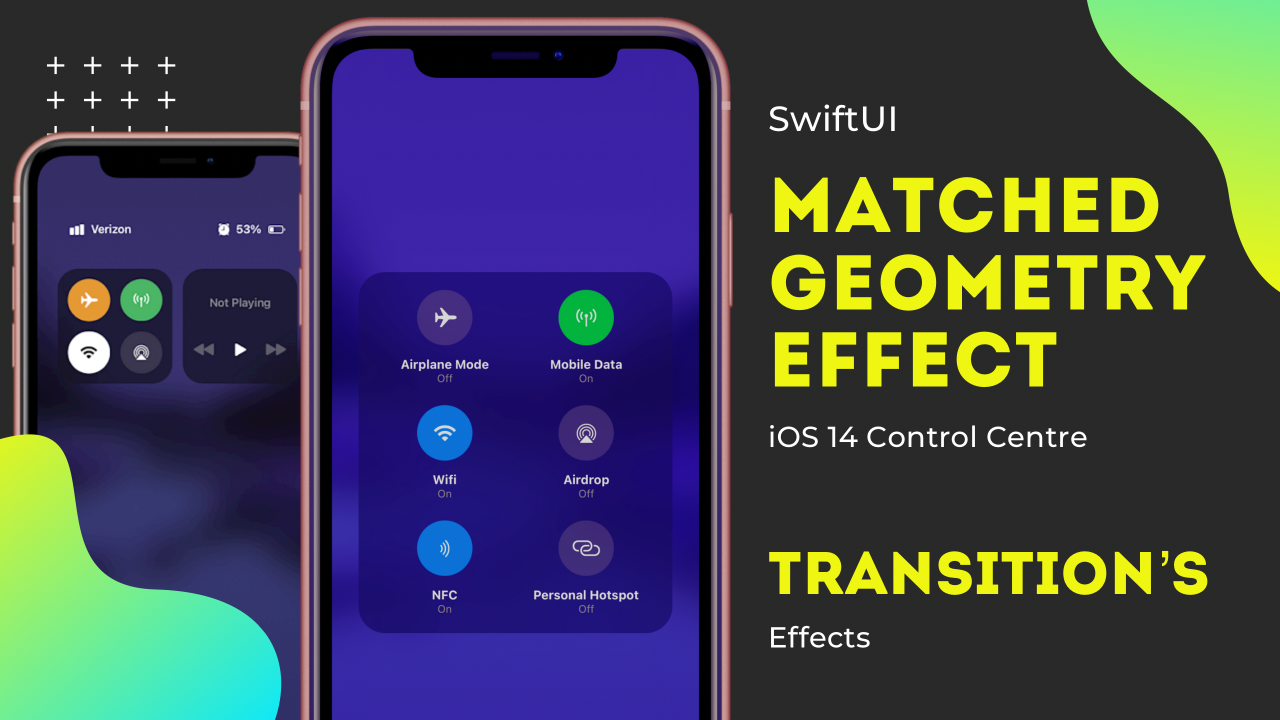 Verizon
53%
Not Playing
Airplane Mode
Off
Mobile Data
On
Wifi
On
Airdrop
Off
NFC
On
Personal Hotspot
Off
SwiftUI
MATCHED
GEOMETRY
EFFECT
iOS 14 Control Centre
TRANSITION’S
Effects